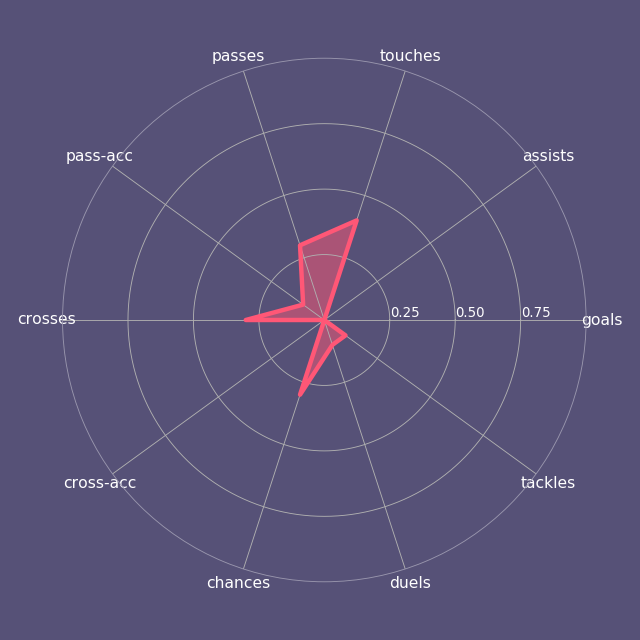 passes
touches
pass-acc
assists
crosses
0.25
0.50
0.75
goals
cross-acc
tackles
chances
duels